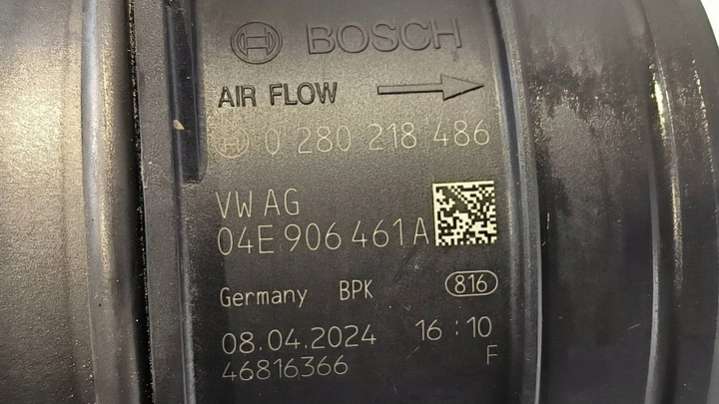 BOSCH
AIR FLOW
0 280 218 486
VW AG
04E 906 461 A
Germany BPK 816
08.04.2024 16:10
46816366 F